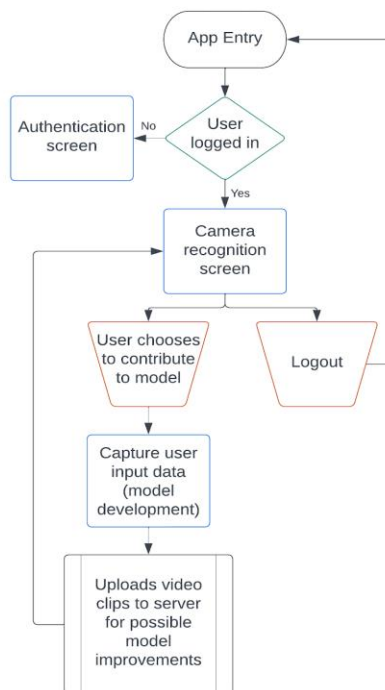 App Entry
User
logged in
No
Authentication
screen
Yes
Camera
recognition
screen
User chooses
to contribute
to model
Logout
Capture user
input data
(model
development)
Uploads video
clips to server
for possible
model
improvements